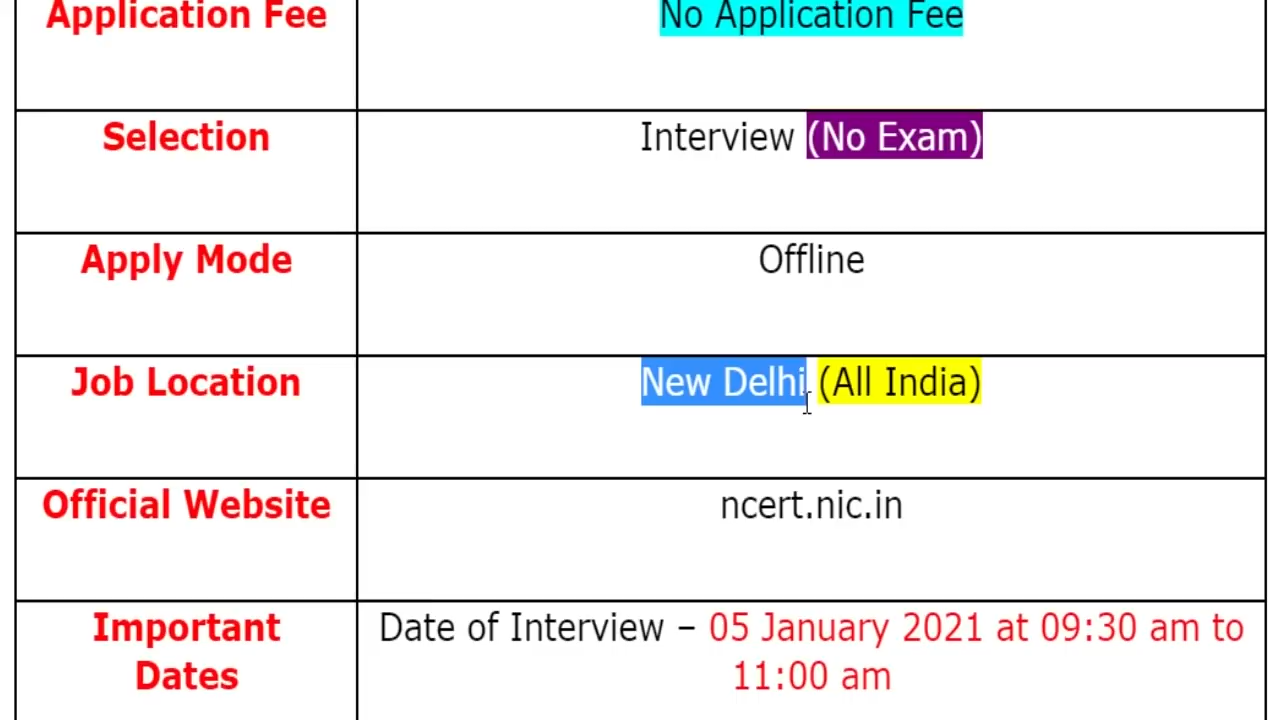 Application Fee No Application Fee
Selection Interview (No Exam)
Apply Mode Offline
Job Location New Delhi (All India)
Official Website ncert.nic.in
Important Dates Date of Interview – 05 January 2021 at 09:30 am to
11:00 am